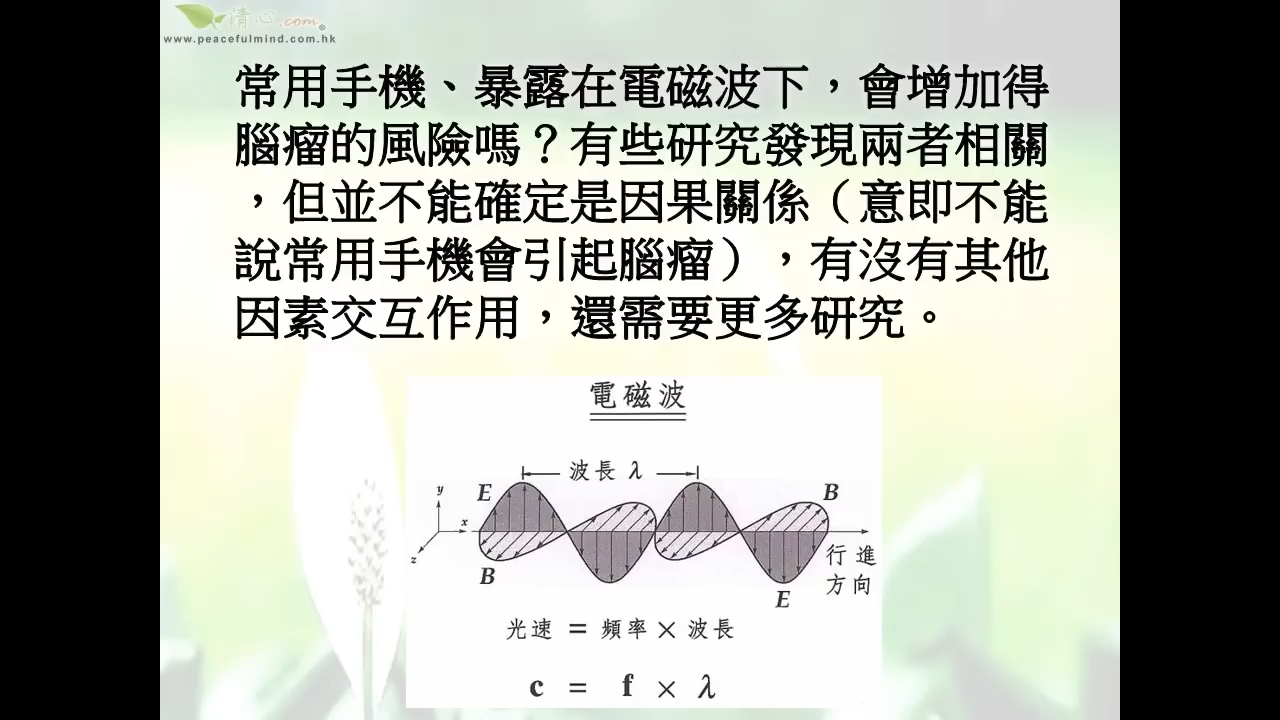 清心.com®
www.peacefulmind.com.hk
常用手機、暴露在電磁波下，會增加得
腦瘤的風險嗎？有些研究發現兩者相關
，但並不能確定是因果關係（意即不能
說常用手機會引起腦瘤），有沒有其他
因素交互作用，還需要更多研究。
電磁波
波長 λ
E
B
y
x
z
行進
方向
B
E
光速 = 頻率 × 波長
c = f × λ